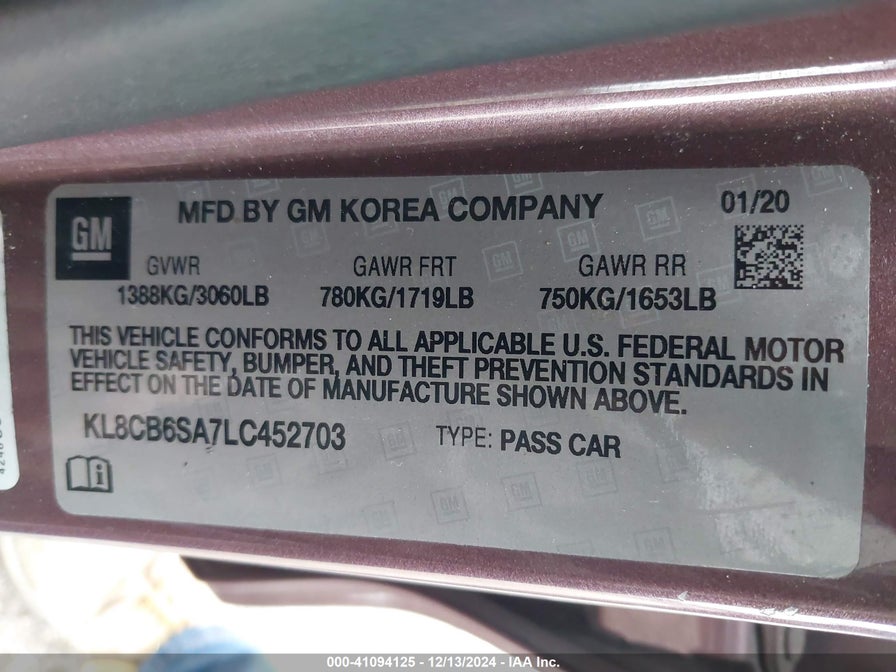 MFD BY GM KOREA COMPANY 01/20
GM
GVWR GAWR FRT GAWR RR
1388KG/3060LB 780KG/1719LB 750KG/1653LB
THIS VEHICLE CONFORMS TO ALL APPLICABLE U.S. FEDERAL MOTOR
VEHICLE SAFETY, BUMPER, AND THEFT PREVENTION STANDARDS IN
EFFECT ON THE DATE OF MANUFACTURE SHOWN ABOVE.
KL8CB6SA7LC452703 TYPE: PASS CAR
000-41094125 - 12/13/2024 - IAA Inc.